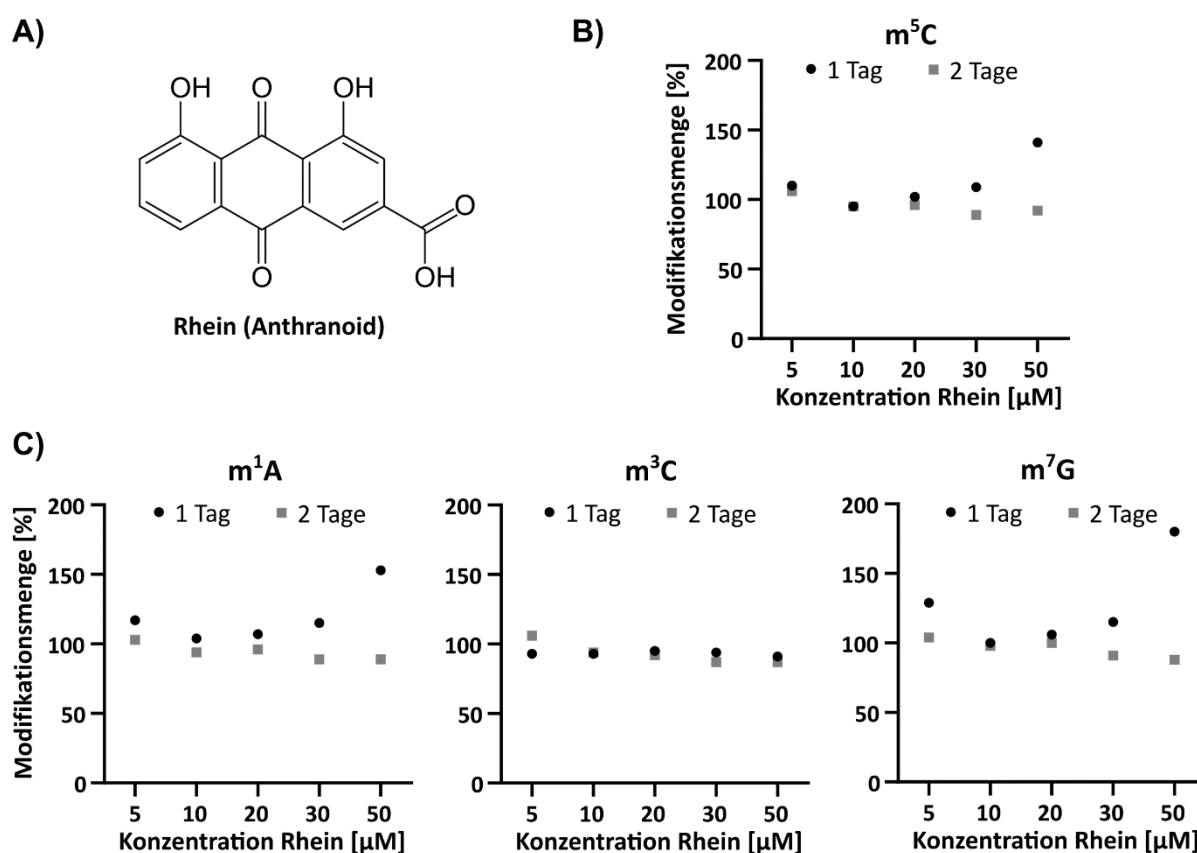 A)
OH
O
OH
O
O
OH
Rhein (Anthranoid)
B)
m⁵C
Modifikationsmenge [%]
200
150
100
50
0
1 Tag
2 Tage
5
10
20
30
50
Konzentration Rhein [µM]
C)
m¹A
Modifikationsmenge [%]
200
150
100
50
0
1 Tag
2 Tage
5
10
20
30
50
Konzentration Rhein [µM]
m³C
200
150
100
50
0
1 Tag
2 Tage
5
10
20
30
50
Konzentration Rhein [µM]
m⁷G
200
150
100
50
0
1 Tag
2 Tage
5
10
20
30
50
Konzentration Rhein [µM]